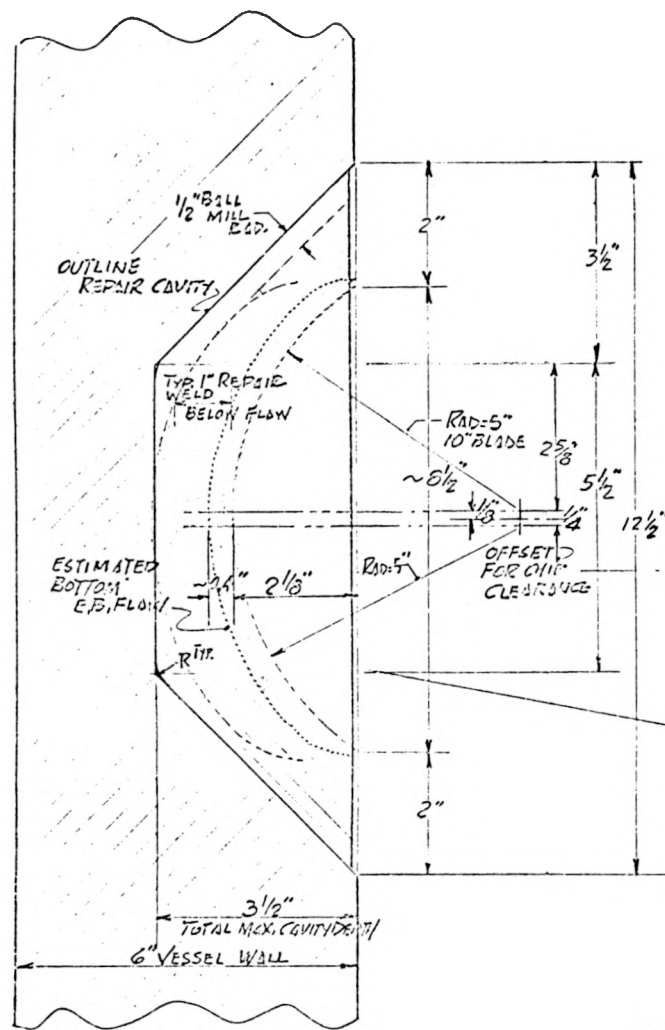 1/2" BALL
MILL
RAD.
OUTLINE
REPAIR CAVITY
2"
3 1/2"
TYP. 1" REPAIR
WELD
BELOW FLAW
RAD=5"
10" BLADE
2 5/8"
5 1/2"
12 1/2"
1/8"
1/4"
OFFSET
FOR CHIP
CLEARANCE
ESTIMATED
BOTTOM
E.B. FLAW
2 1/8"
RAD=5"
R TYP.
2"
3 1/2"
TOTAL MAX. CAVITY DEPTH
6" VESSEL WALL